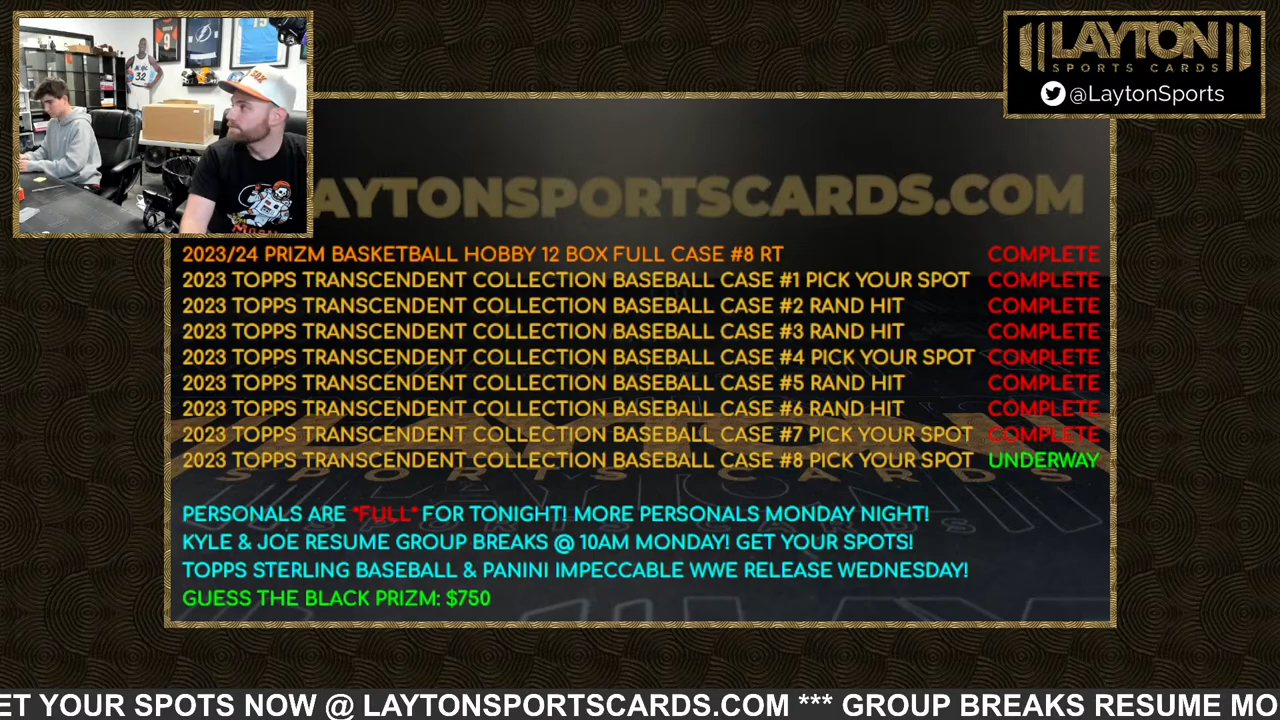 LAYTON
SPORTS CARDS
@LaytonSports
LAYTONSPORTSCARDS.COM
2023/24 PRIZM BASKETBALL HOBBY 12 BOX FULL CASE #8 RT COMPLETE
2023 TOPPS TRANSCENDENT COLLECTION BASEBALL CASE #1 PICK YOUR SPOT COMPLETE
2023 TOPPS TRANSCENDENT COLLECTION BASEBALL CASE #2 RAND HIT COMPLETE
2023 TOPPS TRANSCENDENT COLLECTION BASEBALL CASE #3 RAND HIT COMPLETE
2023 TOPPS TRANSCENDENT COLLECTION BASEBALL CASE #4 PICK YOUR SPOT COMPLETE
2023 TOPPS TRANSCENDENT COLLECTION BASEBALL CASE #5 RAND HIT COMPLETE
2023 TOPPS TRANSCENDENT COLLECTION BASEBALL CASE #6 RAND HIT COMPLETE
2023 TOPPS TRANSCENDENT COLLECTION BASEBALL CASE #7 PICK YOUR SPOT COMPLETE
2023 TOPPS TRANSCENDENT COLLECTION BASEBALL CASE #8 PICK YOUR SPOT UNDERWAY
SPORTS CARDS
PERSONALS ARE *FULL* FOR TONIGHT! MORE PERSONALS MONDAY NIGHT!
KYLE & JOE RESUME GROUP BREAKS @ 10AM MONDAY! GET YOUR SPOTS!
TOPPS STERLING BASEBALL & PANINI IMPECCABLE WWE RELEASE WEDNESDAY!
GUESS THE BLACK PRIZM: $750
ET YOUR SPOTS NOW @ LAYTONSPORTSCARDS.COM *** GROUP BREAKS RESUME MO